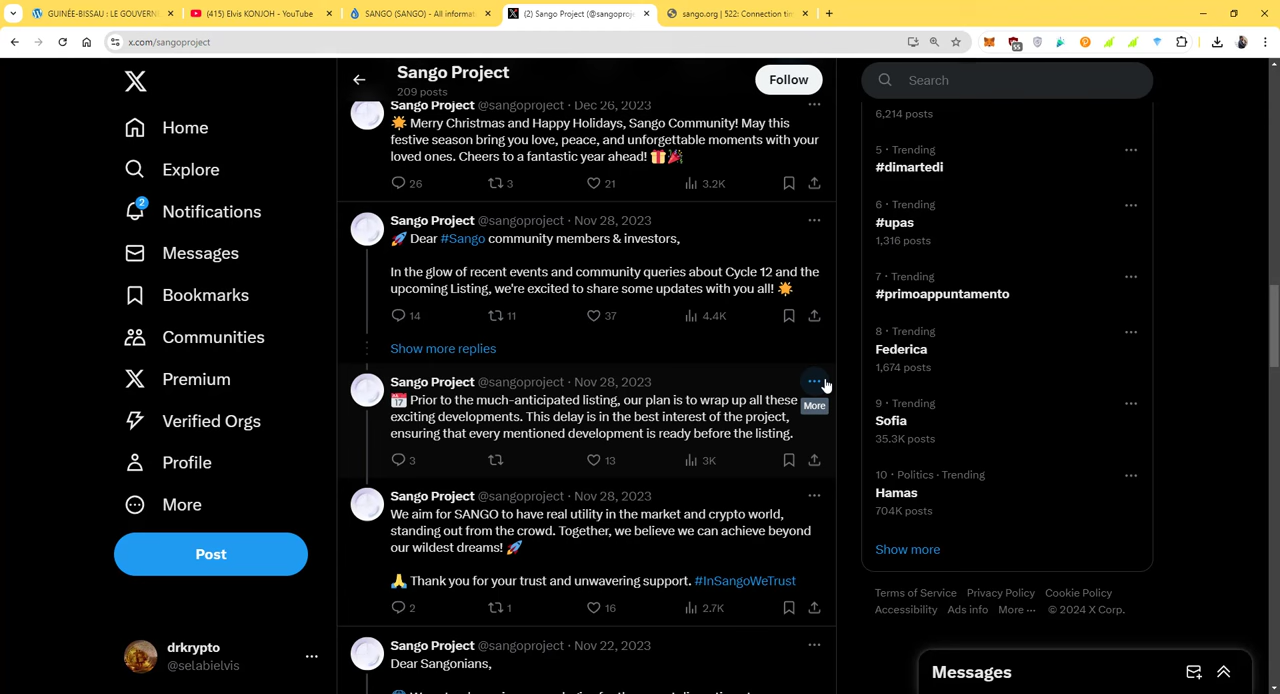 GUINÉE-BISSAU : LE GOUVERN
(415) Elvis KONJOH - YouTube
SANGO (SANGO) - All informat
(2) Sango Project (@sangoproje
sango.org | 522: Connection tim
x.com/sangoproject
55
Home
Explore
2
Notifications
Messages
Bookmarks
Communities
Premium
Verified Orgs
Profile
More
Post
drkrypto
@selabielvis
Sango Project
209 posts
Follow
Sango Project @sangoproject · Dec 26, 2023
☀️ Merry Christmas and Happy Holidays, Sango Community! May this
festive season bring you love, peace, and unforgettable moments with your
loved ones. Cheers to a fantastic year ahead! 🎁🎉
26 3 21 3.2K
Sango Project @sangoproject · Nov 28, 2023
🚀 Dear #Sango community members & investors,
In the glow of recent events and community queries about Cycle 12 and the
upcoming Listing, we're excited to share some updates with you all! 🌟
14 11 37 4.4K
Show more replies
Sango Project @sangoproject · Nov 28, 2023
📅 Prior to the much-anticipated listing, our plan is to wrap up all these
exciting developments. This delay is in the best interest of the project,
ensuring that every mentioned development is ready before the listing.
More
3 13 3K
Sango Project @sangoproject · Nov 28, 2023
We aim for SANGO to have real utility in the market and crypto world,
standing out from the crowd. Together, we believe we can achieve beyond
our wildest dreams! 🚀
🙏 Thank you for your trust and unwavering support. #InSangoWeTrust
2 1 16 2.7K
Sango Project @sangoproject · Nov 22, 2023
Dear Sangonians,
Search
6,214 posts
5 · Trending
#dimartedi
6 · Trending
#upas
1,316 posts
7 · Trending
#primoappuntamento
8 · Trending
Federica
1,674 posts
9 · Trending
Sofia
35.3K posts
10 · Politics · Trending
Hamas
704K posts
Show more
Terms of Service Privacy Policy Cookie Policy
Accessibility Ads info More ··· © 2024 X Corp.
Messages